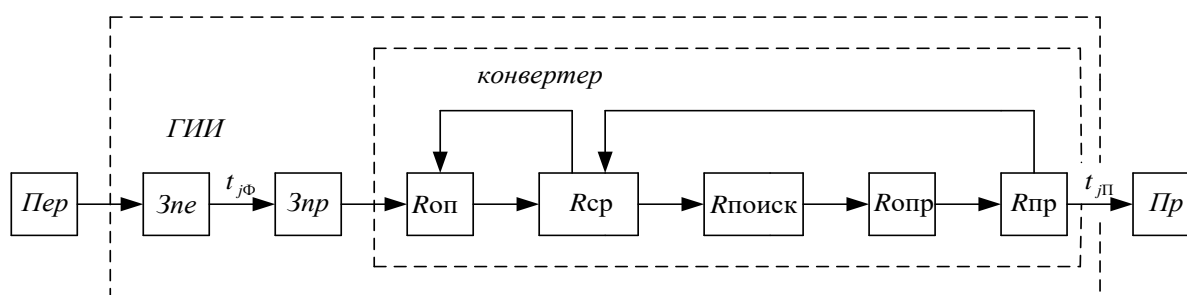 конвертер
ГИИ
Пер
Зпе
t jФ
Зпр
Rоп
Rср
Rпоиск
Rопр
Rпр
t jП
Пр